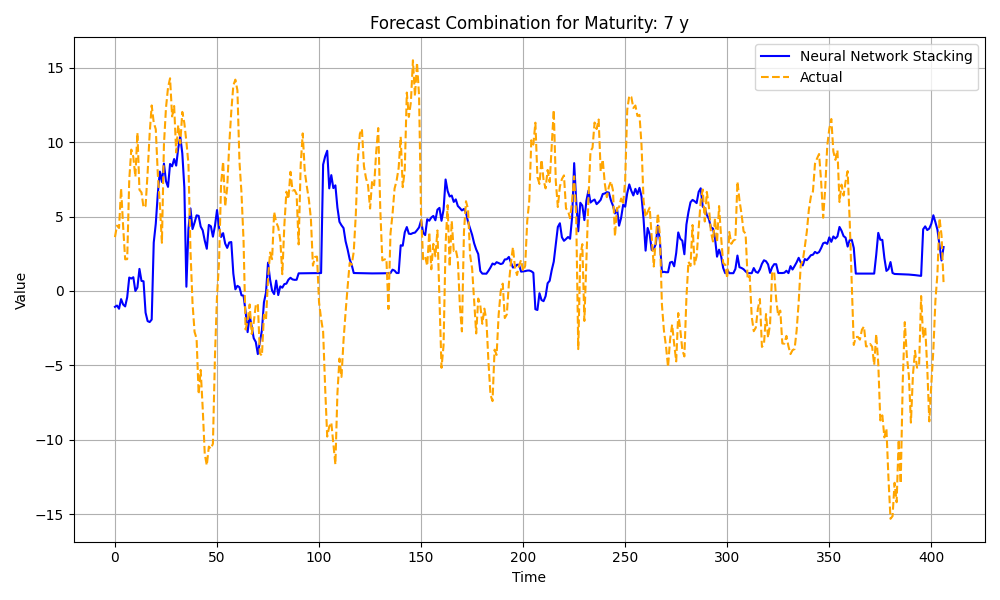 Forecast Combination for Maturity: 7 y
Neural Network Stacking
Actual
Value
15
10
5
0
−5
−10
−15
0 50 100 150 200 250 300 350 400
Time